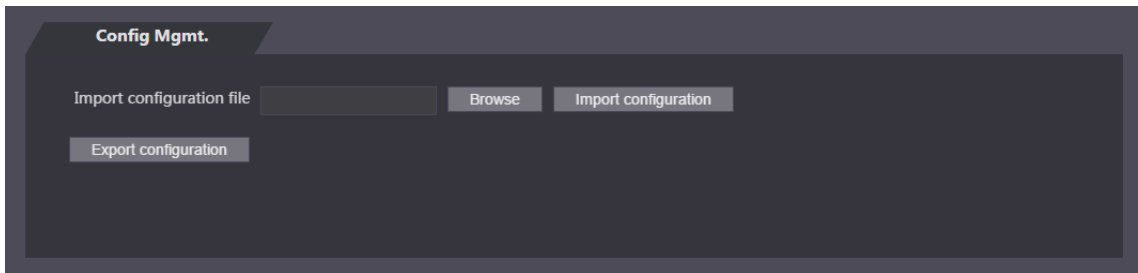 Config Mgmt.
Import configuration file Browse Import configuration
Export configuration